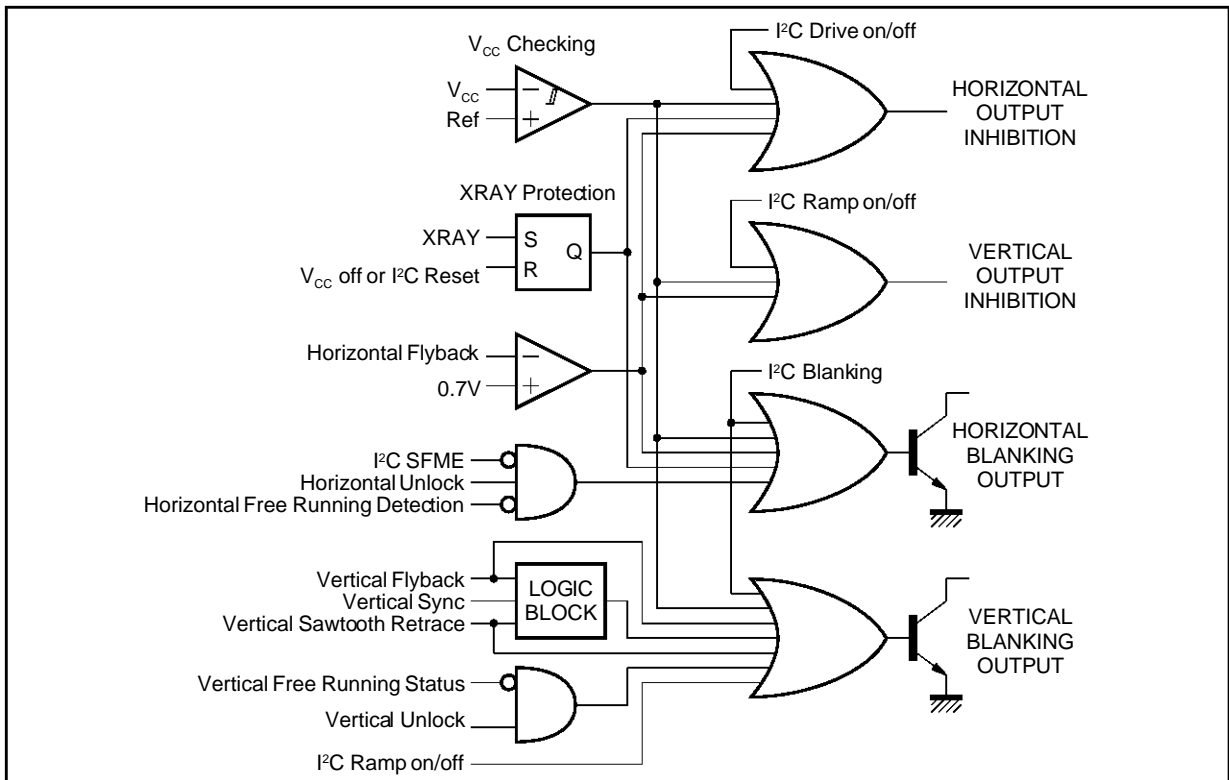 I²C Drive on/off
V_CC Checking
V_CC
−
Ref
+
HORIZONTAL
OUTPUT
INHIBITION
XRAY Protection
XRAY
S
Q
V_CC off or I²C Reset
R
I²C Ramp on/off
VERTICAL
OUTPUT
INHIBITION
Horizontal Flyback
−
0.7V
+
I²C Blanking
HORIZONTAL
BLANKING
OUTPUT
I²C SFME
Horizontal Unlock
Horizontal Free Running Detection
Vertical Flyback
Vertical Sync
Vertical Sawtooth Retrace
LOGIC
BLOCK
VERTICAL
BLANKING
OUTPUT
Vertical Free Running Status
Vertical Unlock
I²C Ramp on/off